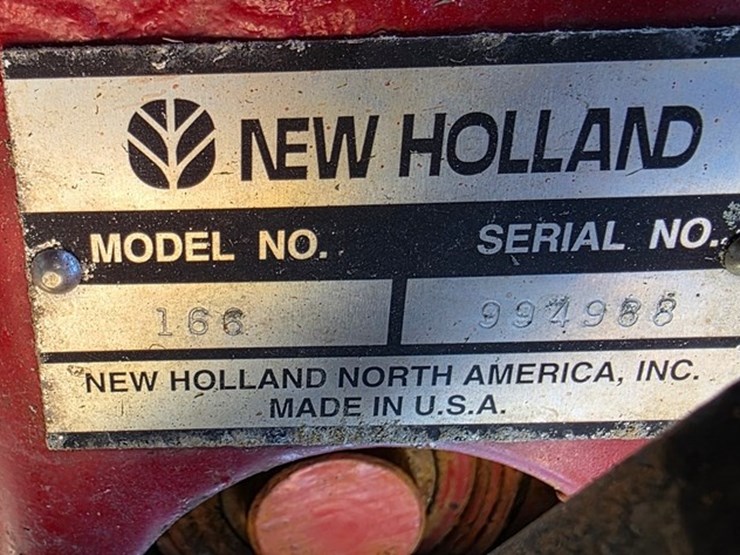 NEW HOLLAND
MODEL NO. SERIAL NO.
166 994988
NEW HOLLAND NORTH AMERICA, INC.
MADE IN U.S.A.